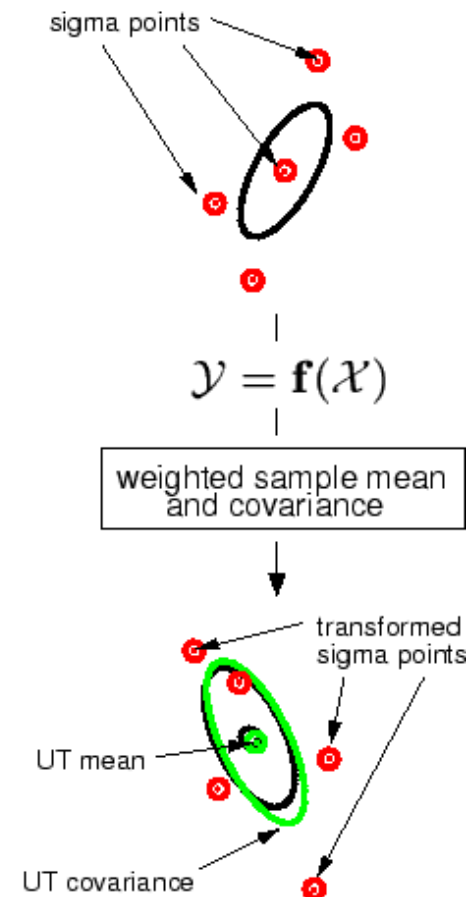 sigma points
𝒴 = f(𝒳)
weighted sample mean
and covariance
transformed
sigma points
UT mean
UT covariance